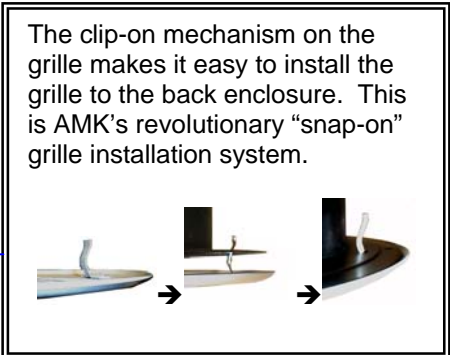 The clip-on mechanism on the
grille makes it easy to install the
grille to the back enclosure.  This
is AMK’s revolutionary “snap-on”
grille installation system.